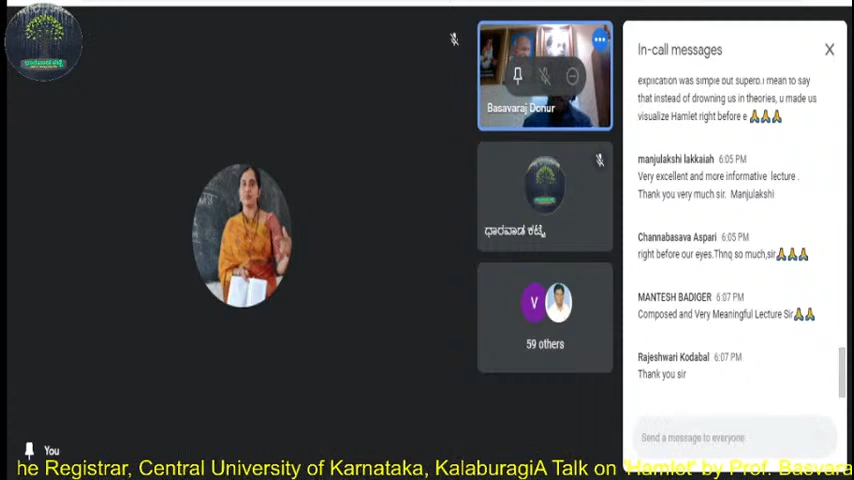 Basavaraj Donur
ಧಾರವಾಡ ಕಟ್ಟೆ
V
59 others
You
In-call messages
explication was simple but superb.I mean to say
that instead of drowning us in theories, u made us
visualize Hamlet right before e 🙏🙏🙏
manjulakshi lakkaiah 6:05 PM
Very excellent and more informative lecture .
Thank you very much sir. Manjulakshi
Channabasava Aspari 6:05 PM
right before our eyes.Thnq so much,sir🙏🙏🙏
MANTESH BADIGER 6:07 PM
Composed and Very Meaningful Lecture Sir🙏🙏
Rajeshwari Kodabal 6:07 PM
Thank you sir
Send a message to everyone
he Registrar, Central University of Karnataka, KalaburagiA Talk on "Hamlet" by Prof. Basvara